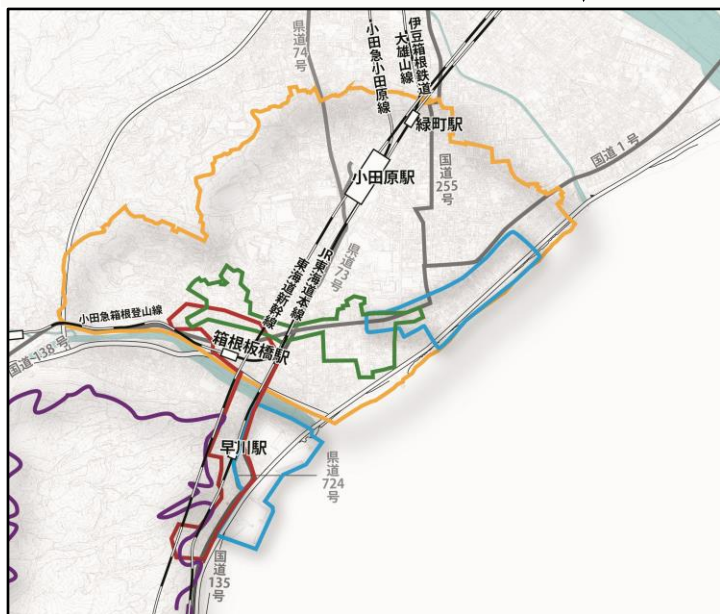 県道74号
小田急小田原線
伊豆箱根鉄道
大雄山線
緑町駅
国道1号
小田原駅
国道
255
号
県道73号
JR東海道本線
東海道新幹線
小田急箱根登山線
箱根板橋駅
国道138号
早川駅
県道
724
号
国道
135
号